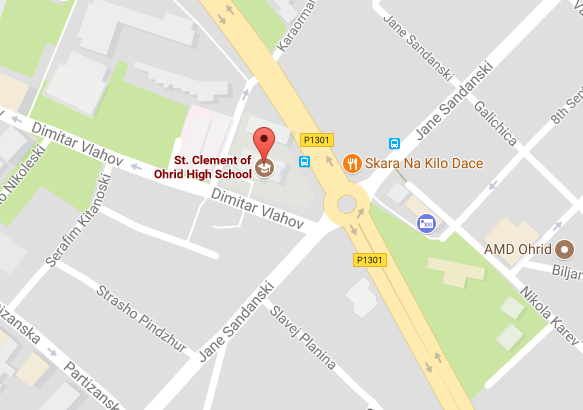 Karaorman
Jane Sandanski
Jane Sandanski
Galichica
8th Sept
P1301
Dimitar Vlahov
St. Clement of
Ohrid High School
Skara Na Kilo Dace
Nikoleski
Serafim Kitanoski
Dimitar Vlahov
AMD Ohrid
P1301
Biljan
Strasho Pindzhur
Jane Sandanski
Slavej Planina
Nikola Karev
Partizanska
Partizanska